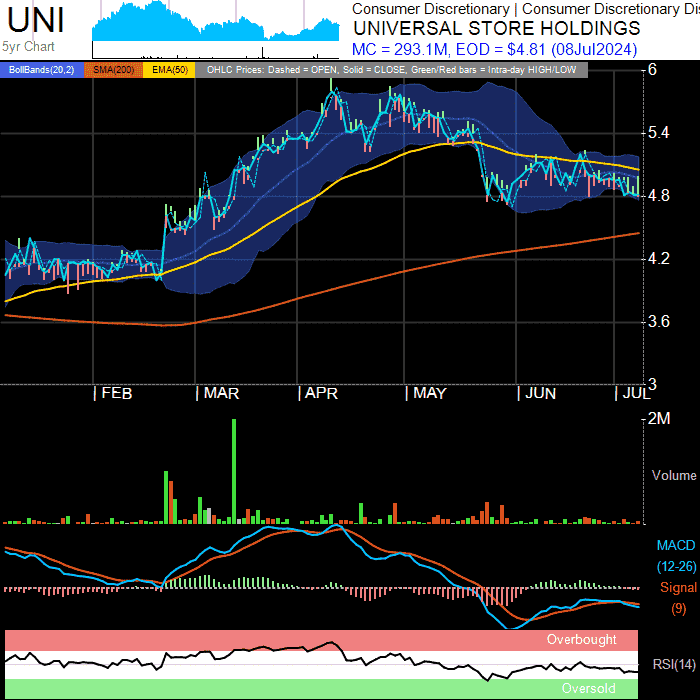 UNI
5yr Chart
Consumer Discretionary | Consumer Discretionary Dis
UNIVERSAL STORE HOLDINGS
MC = 293.1M, EOD = $4.81 (08Jul2024)
BollBands(20,2) SMA(200) EMA(50) OHLC Prices: Dashed = OPEN, Solid = CLOSE, Green/Red bars = Intra-day HIGH/LOW
6
5.4
4.8
4.2
3.6
3
| FEB | MAR | APR | MAY | JUN | JUL
2M
Volume
MACD
(12-26)
Signal
(9)
Overbought
RSI(14)
Oversold